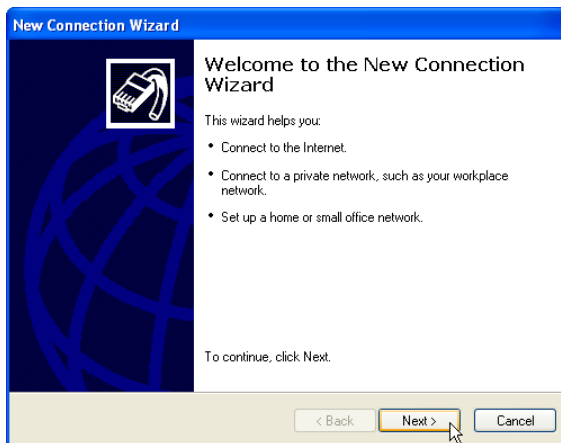 New Connection Wizard
Welcome to the New Connection
Wizard
This wizard helps you:
• Connect to the Internet.
• Connect to a private network, such as your workplace
network.
• Set up a home or small office network.
To continue, click Next.
< Back Next > Cancel